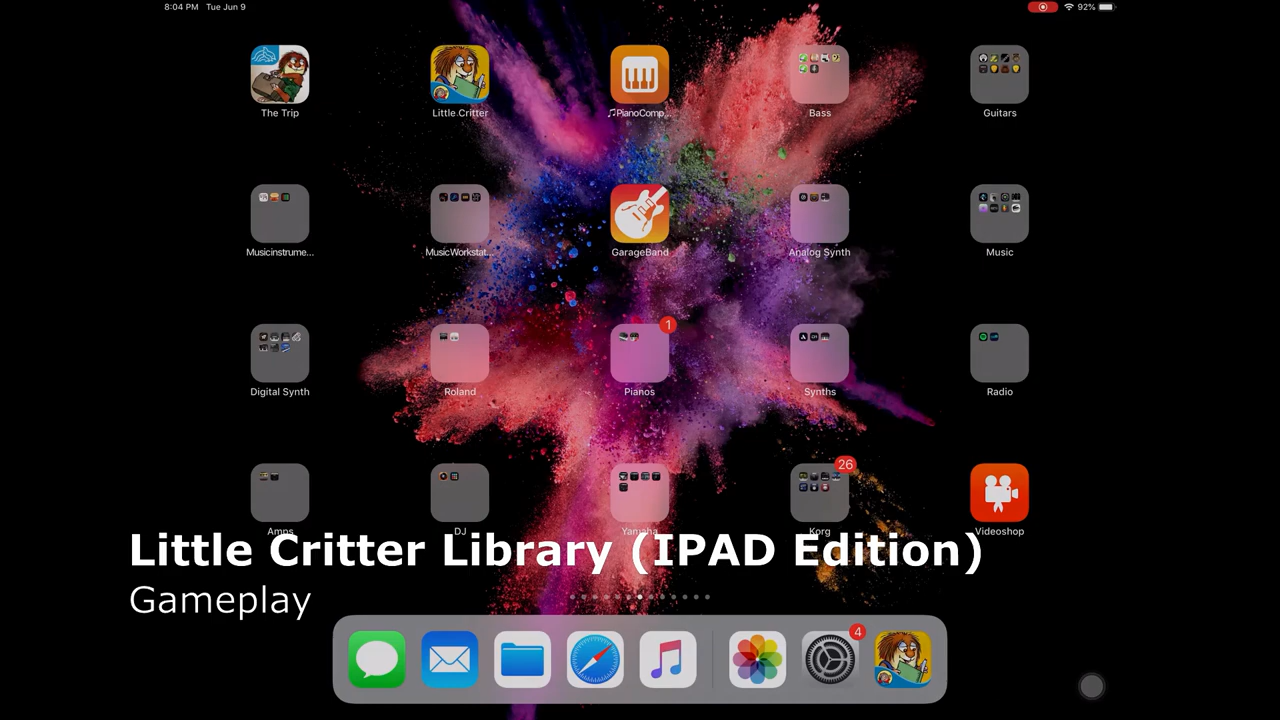 8:04 PM Tue Jun 9
92%
The Trip
Little Critter
PianoComp...
Bass
Guitars
Musicinstrume...
MusicWorkstat...
GarageBand
Analog Synth
Music
1
Digital Synth
Roland
Pianos
Synths
Radio
26
Amps
DJ
Yamaha
Korg
Videoshop
Little Critter Library (IPAD Edition)
Gameplay
4